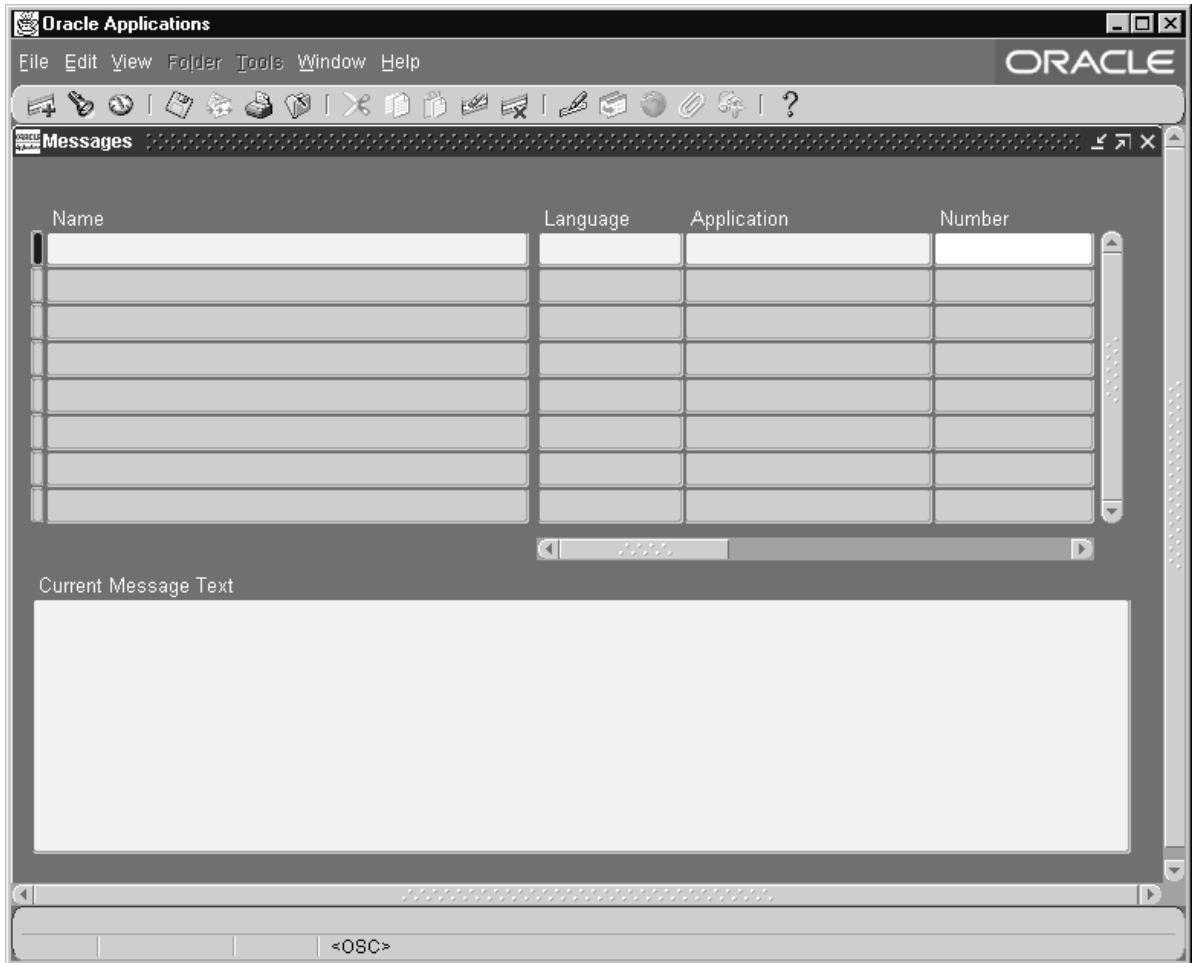 Oracle Applications
File Edit View Folder Tools Window Help
ORACLE
?
Messages
Name Language Application Number
Current Message Text
<OSC>